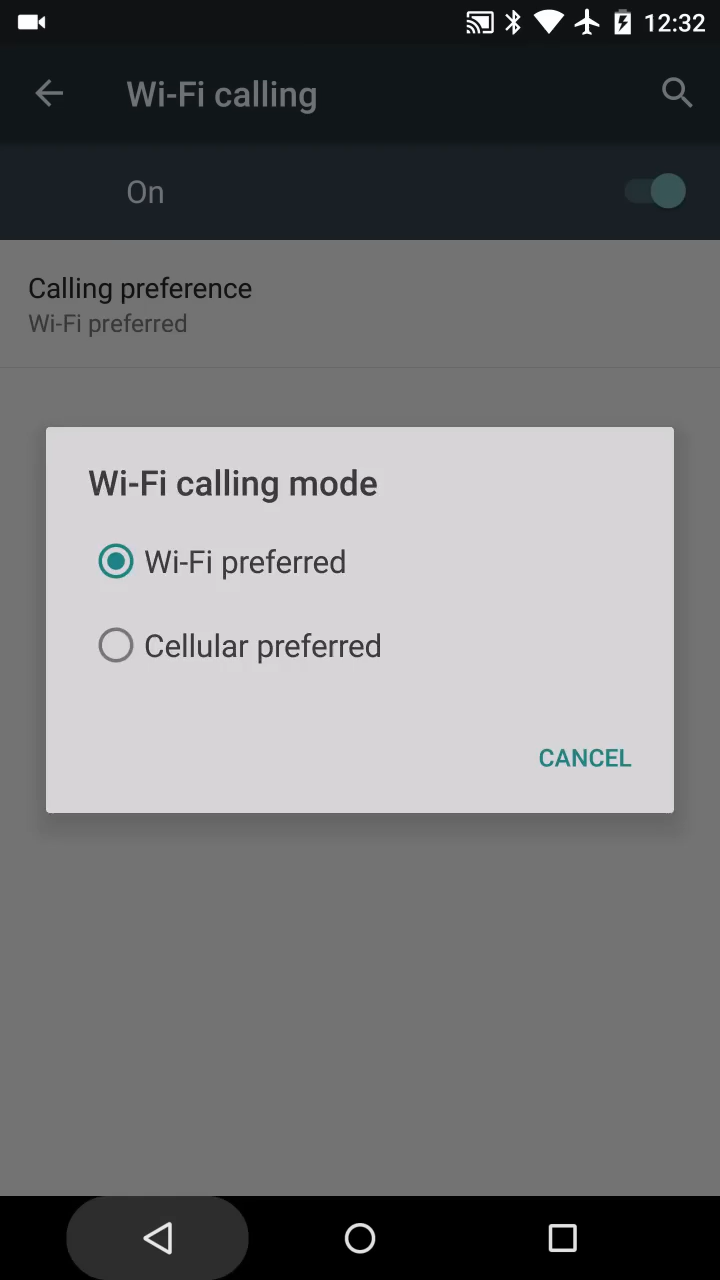 12:32
Wi-Fi calling
On
Calling preference
Wi-Fi preferred
Wi-Fi calling mode
Wi-Fi preferred
Cellular preferred
CANCEL